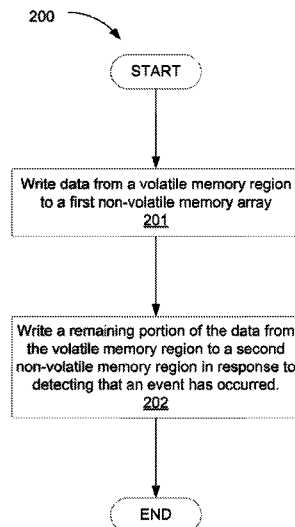 200
START
Write data from a volatile memory region
to a first non-volatile memory array
201
Write a remaining portion of the data from
the volatile memory region to a second
non-volatile memory region in response to
detecting that an event has occurred.
202
END